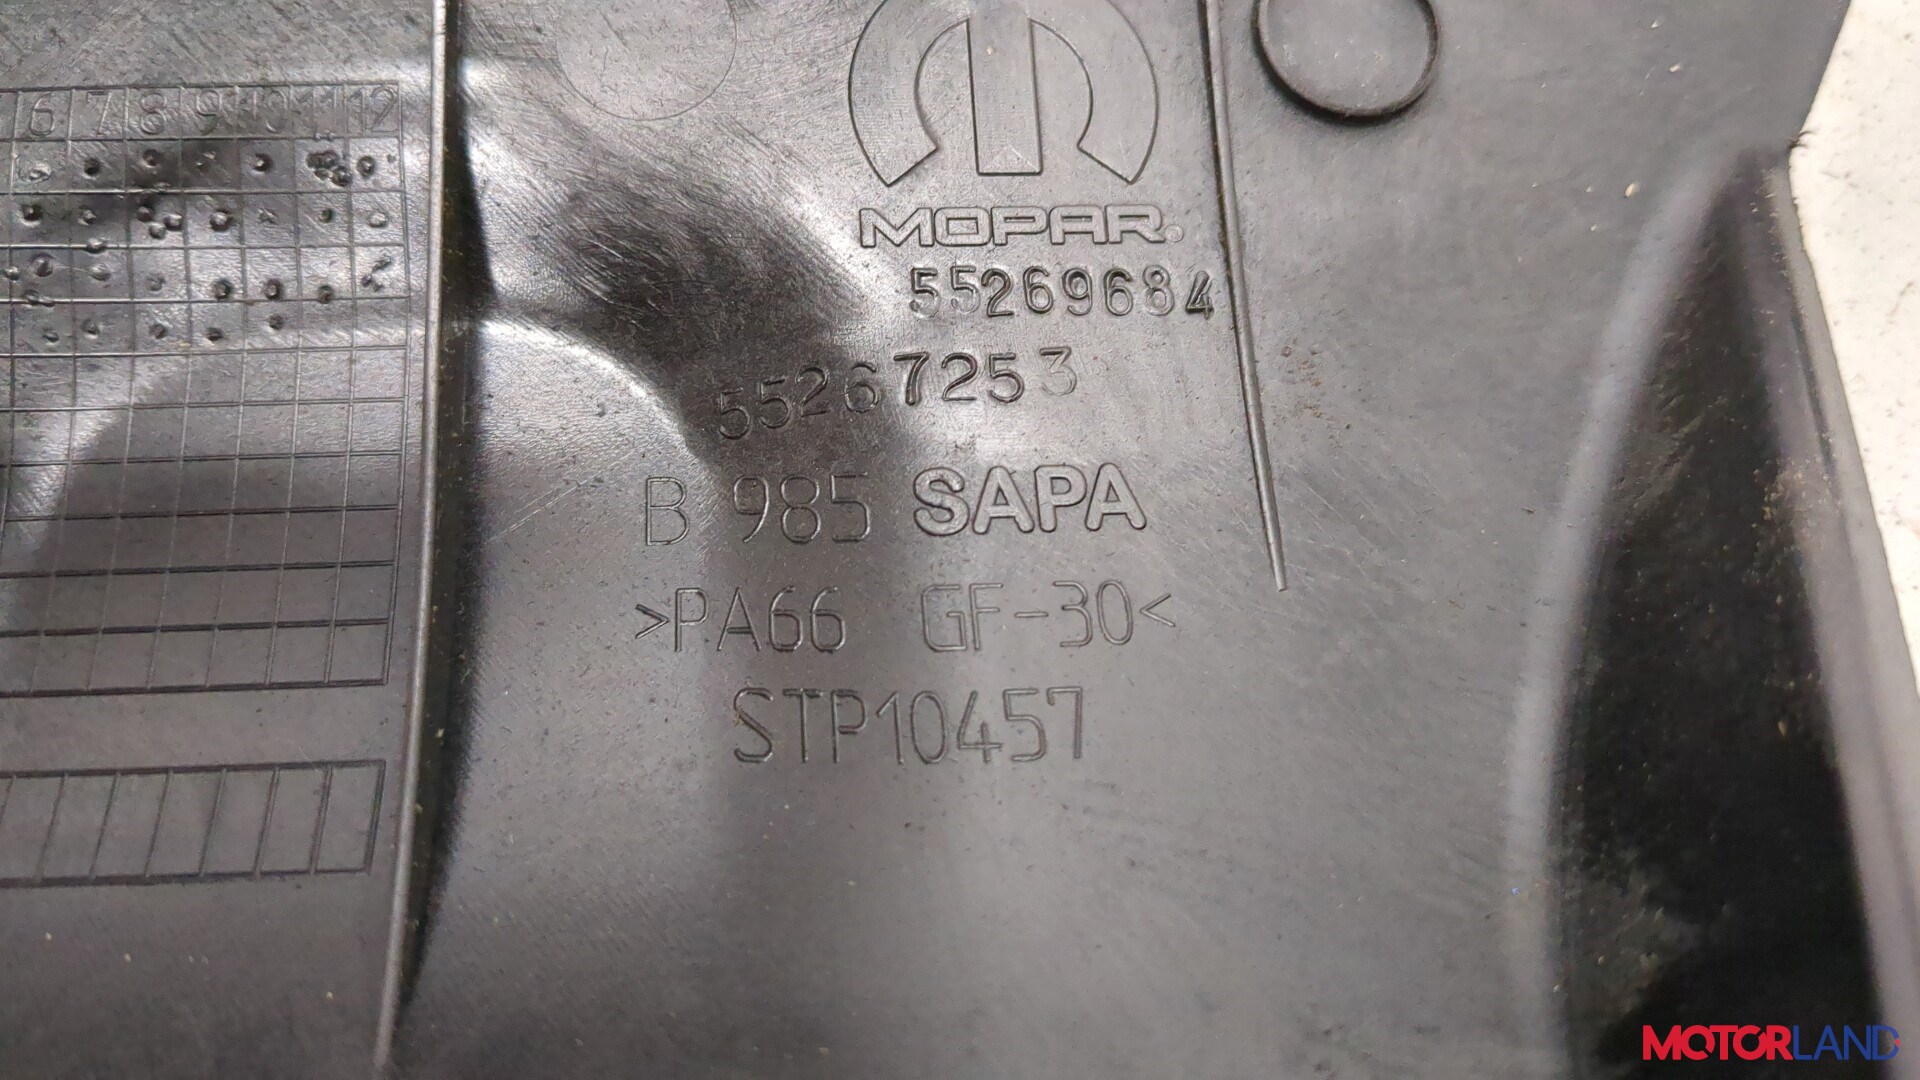 6 7 8 9 10 11 12
MOPAR®
55269684
55267253
B 985 SAPA
>PA66 GF-30<
STP10457
MOTORLAND